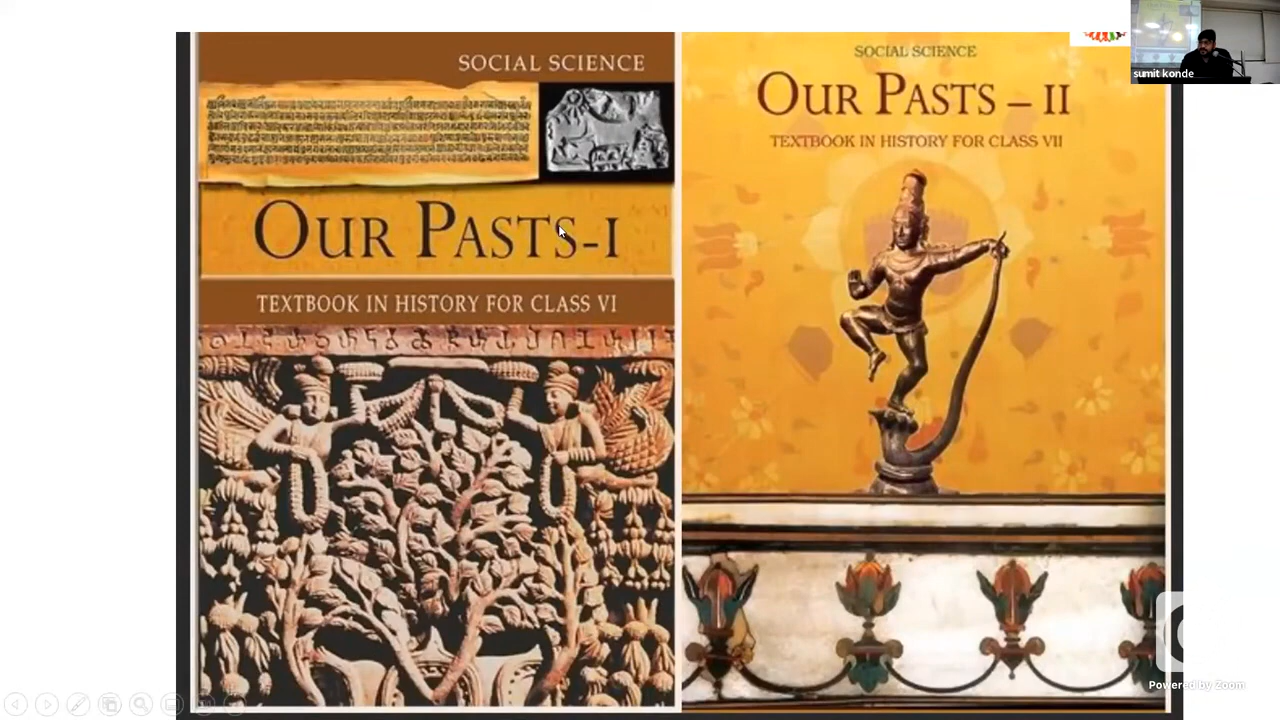 SOCIAL SCIENCE
OUR PASTS-I
TEXTBOOK IN HISTORY FOR CLASS VI
SOCIAL SCIENCE
OUR PASTS – II
TEXTBOOK IN HISTORY FOR CLASS VII
sumit konde
Powered by Zoom